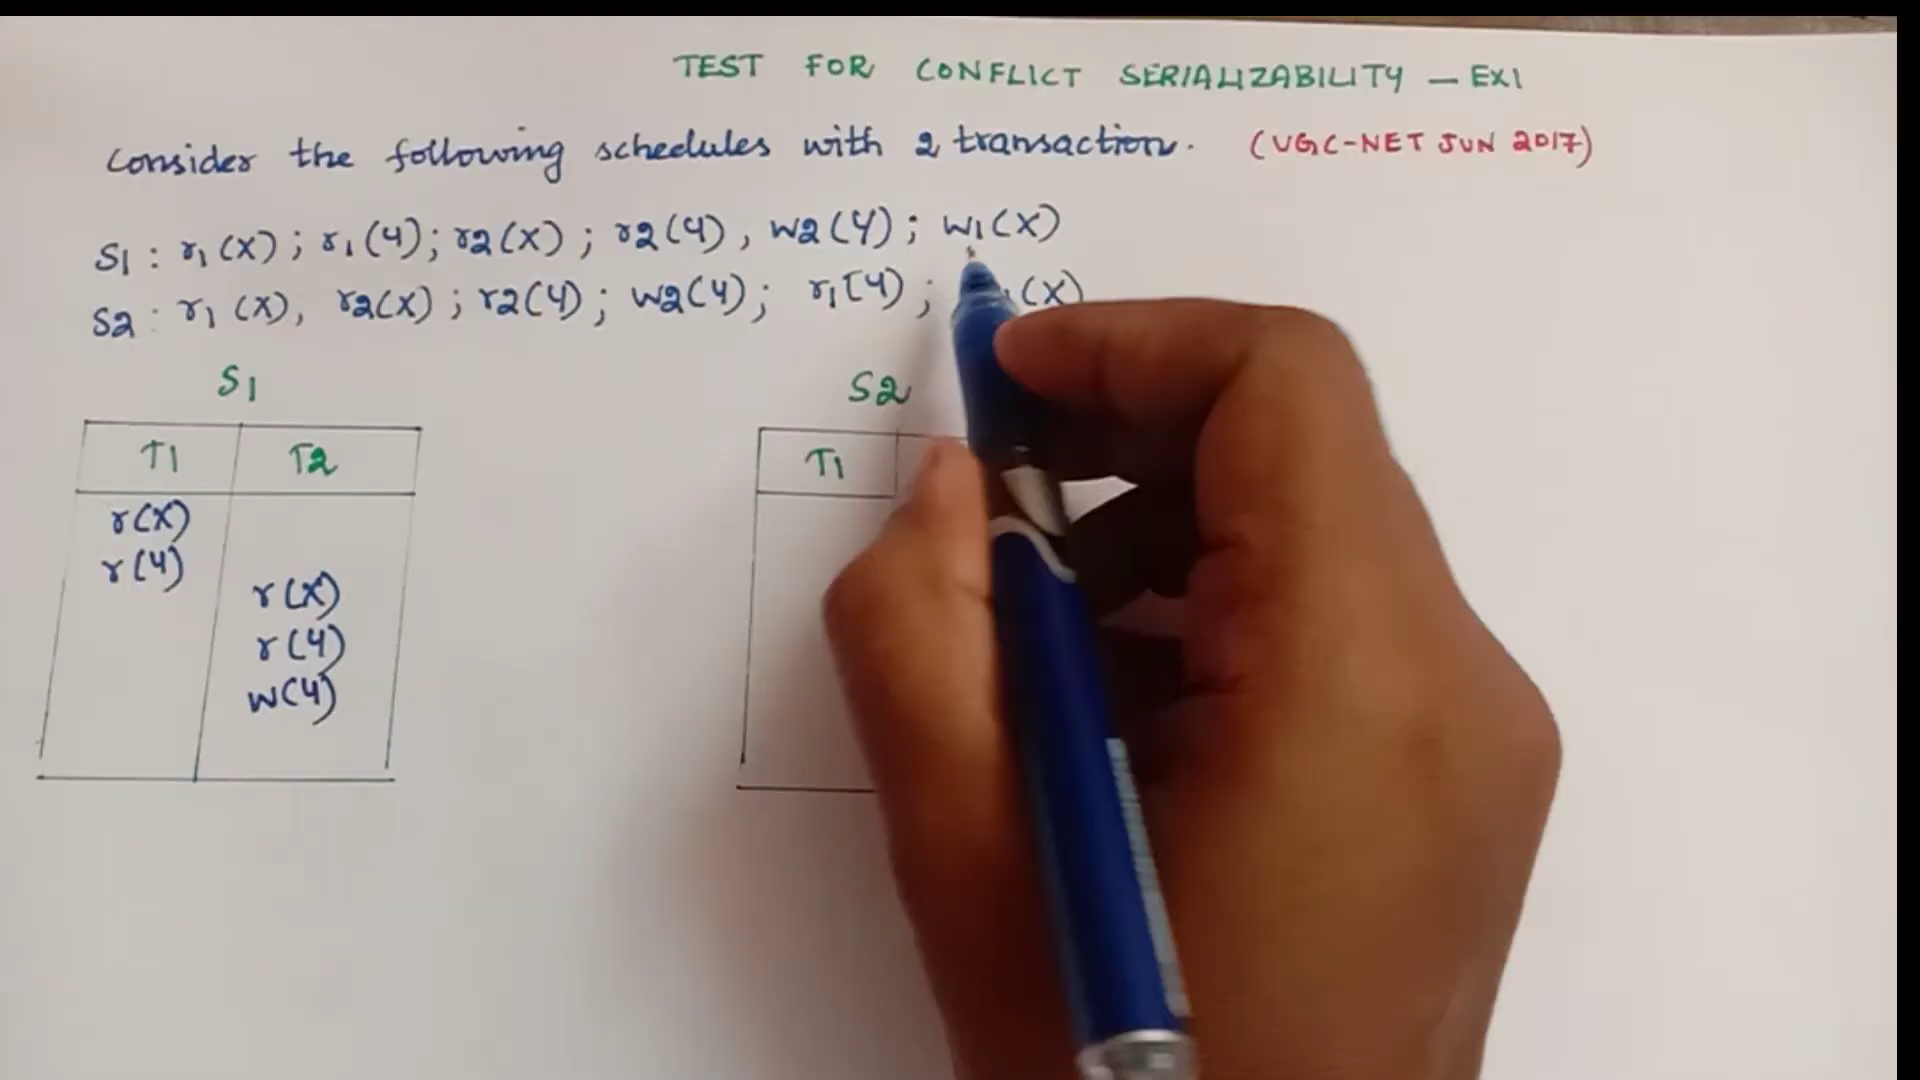 TEST FOR CONFLICT SERIALIZABILITY – EX1
Consider the following schedules with 2 transaction. (UGC-NET JUN 2017)
S1 : r1(X) ; r1(Y) ; r2(X) ; r2(Y) , w2(Y) ; w1(X)
S2 : r1(X), r2(X) ; r2(Y) ; w2(Y) ; r1(Y) ; (X)
S1
S2
T1 T2
T1
r(X)
r(Y)
r(X)
r(Y)
w(Y)